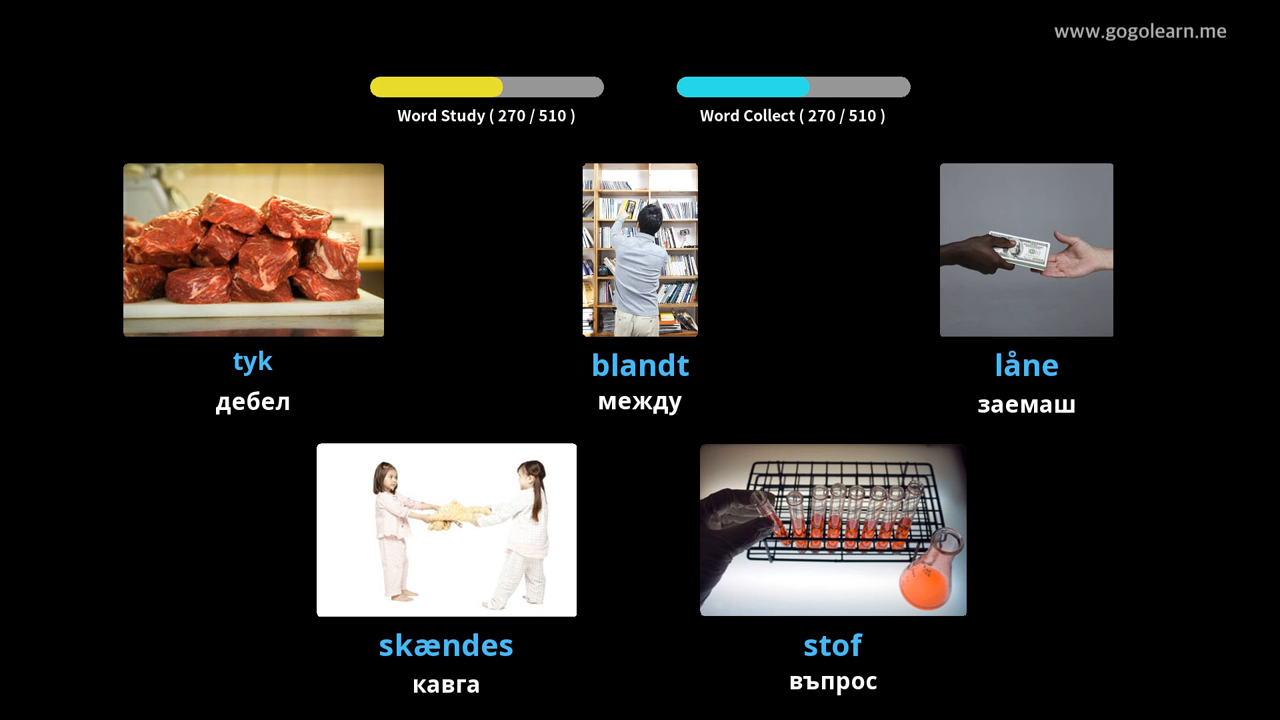 www.gogolearn.me
Word Study ( 270 / 510 )
Word Collect ( 270 / 510 )
tyk
дебел
blandt
между
låne
заемаш
skændes
кавга
stof
въпрос